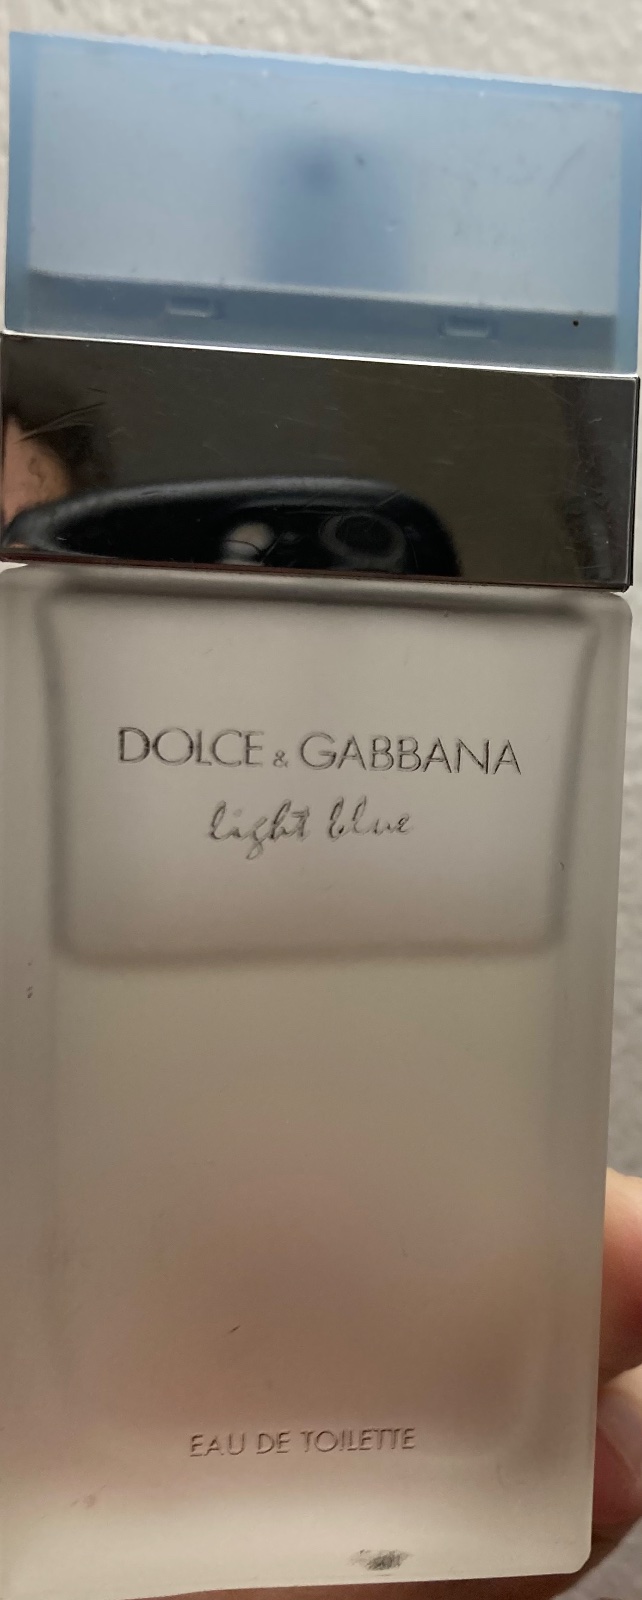 DOLCE & GABBANA
light blue
EAU DE TOILETTE